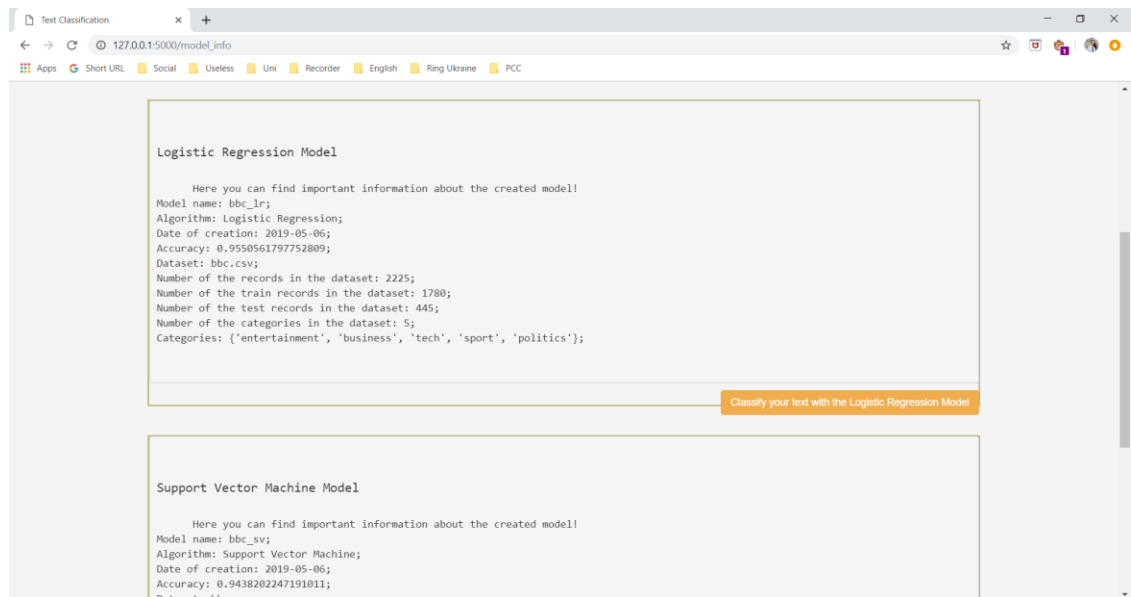 Text Classification
127.0.0.1:5000/model_info
Apps Short URL Social Useless Uni Recorder English Ring Ukraine PCC
Logistic Regression Model
Here you can find important information about the created model!
Model name: bbc_lr;
Algorithm: Logistic Regression;
Date of creation: 2019-05-06;
Accuracy: 0.9550561797752809;
Dataset: bbc.csv;
Number of the records in the dataset: 2225;
Number of the train records in the dataset: 1780;
Number of the test records in the dataset: 445;
Number of the categories in the dataset: 5;
Categories: {'entertainment', 'business', 'tech', 'sport', 'politics'};
Classify your text with the Logistic Regression Model
Support Vector Machine Model
Here you can find important information about the created model!
Model name: bbc_sv;
Algorithm: Support Vector Machine;
Date of creation: 2019-05-06;
Accuracy: 0.9438202247191011;